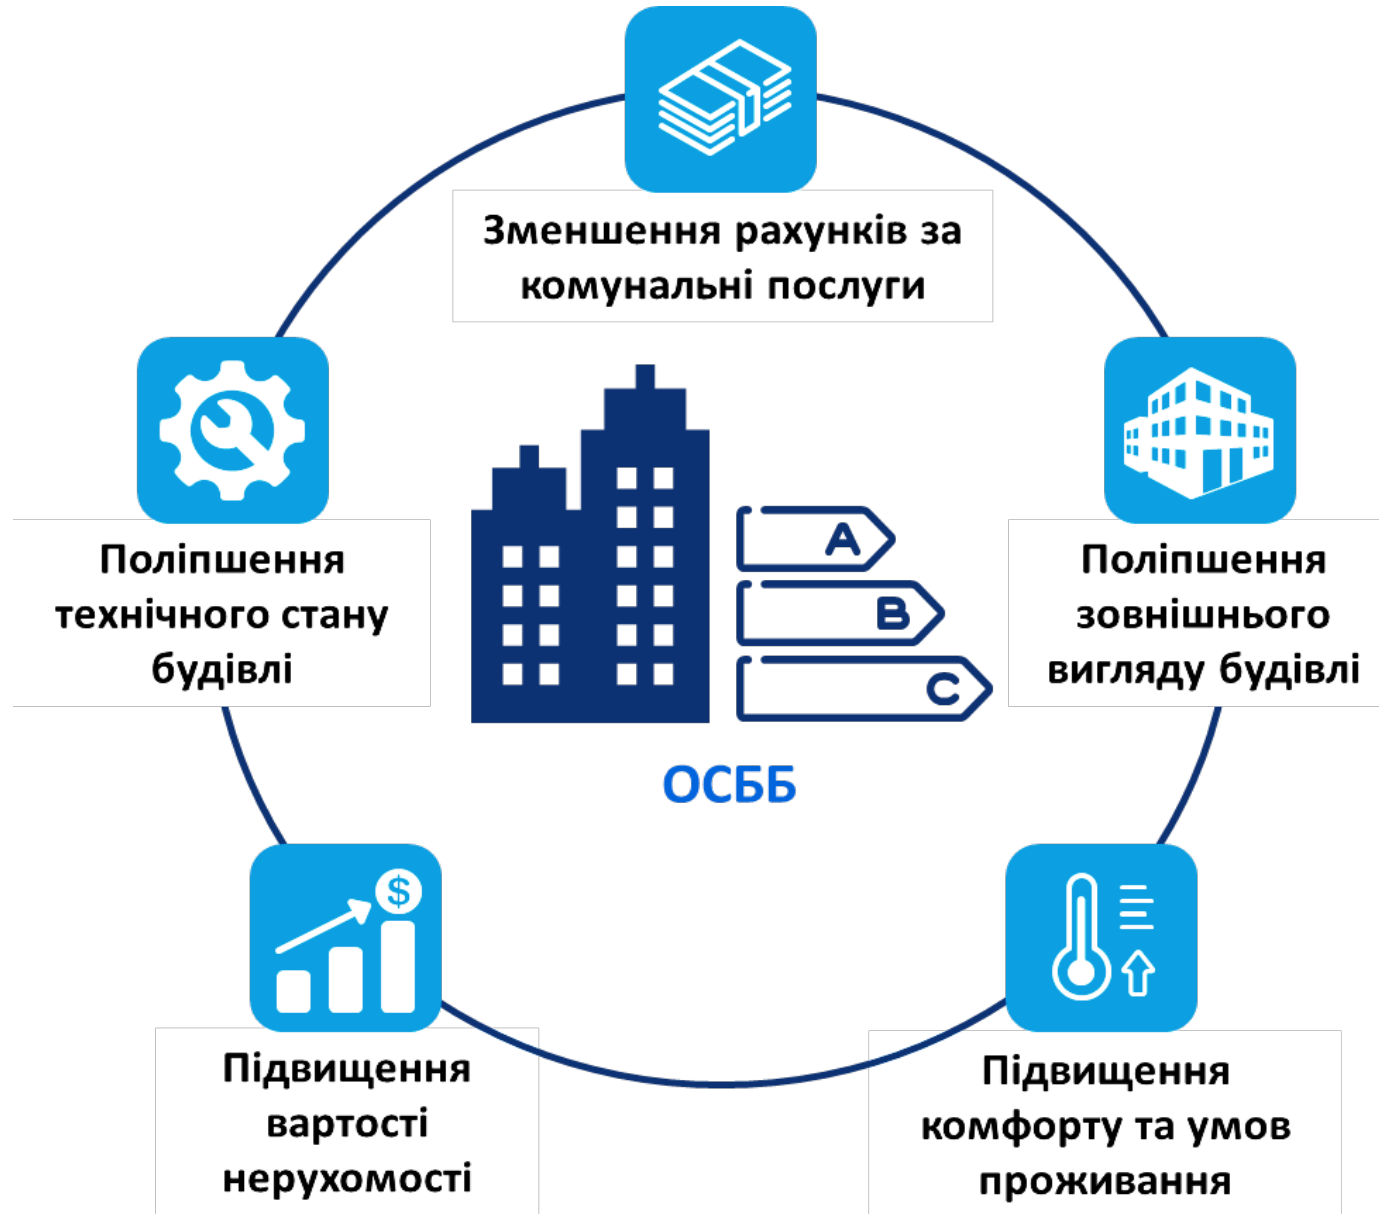 Зменшення рахунків за
комунальні послуги
Поліпшення
технічного стану
будівлі
A
B
C
ОСББ
Поліпшення
зовнішнього
вигляду будівлі
$
Підвищення
вартості
нерухомості
Підвищення
комфорту та умов
проживання